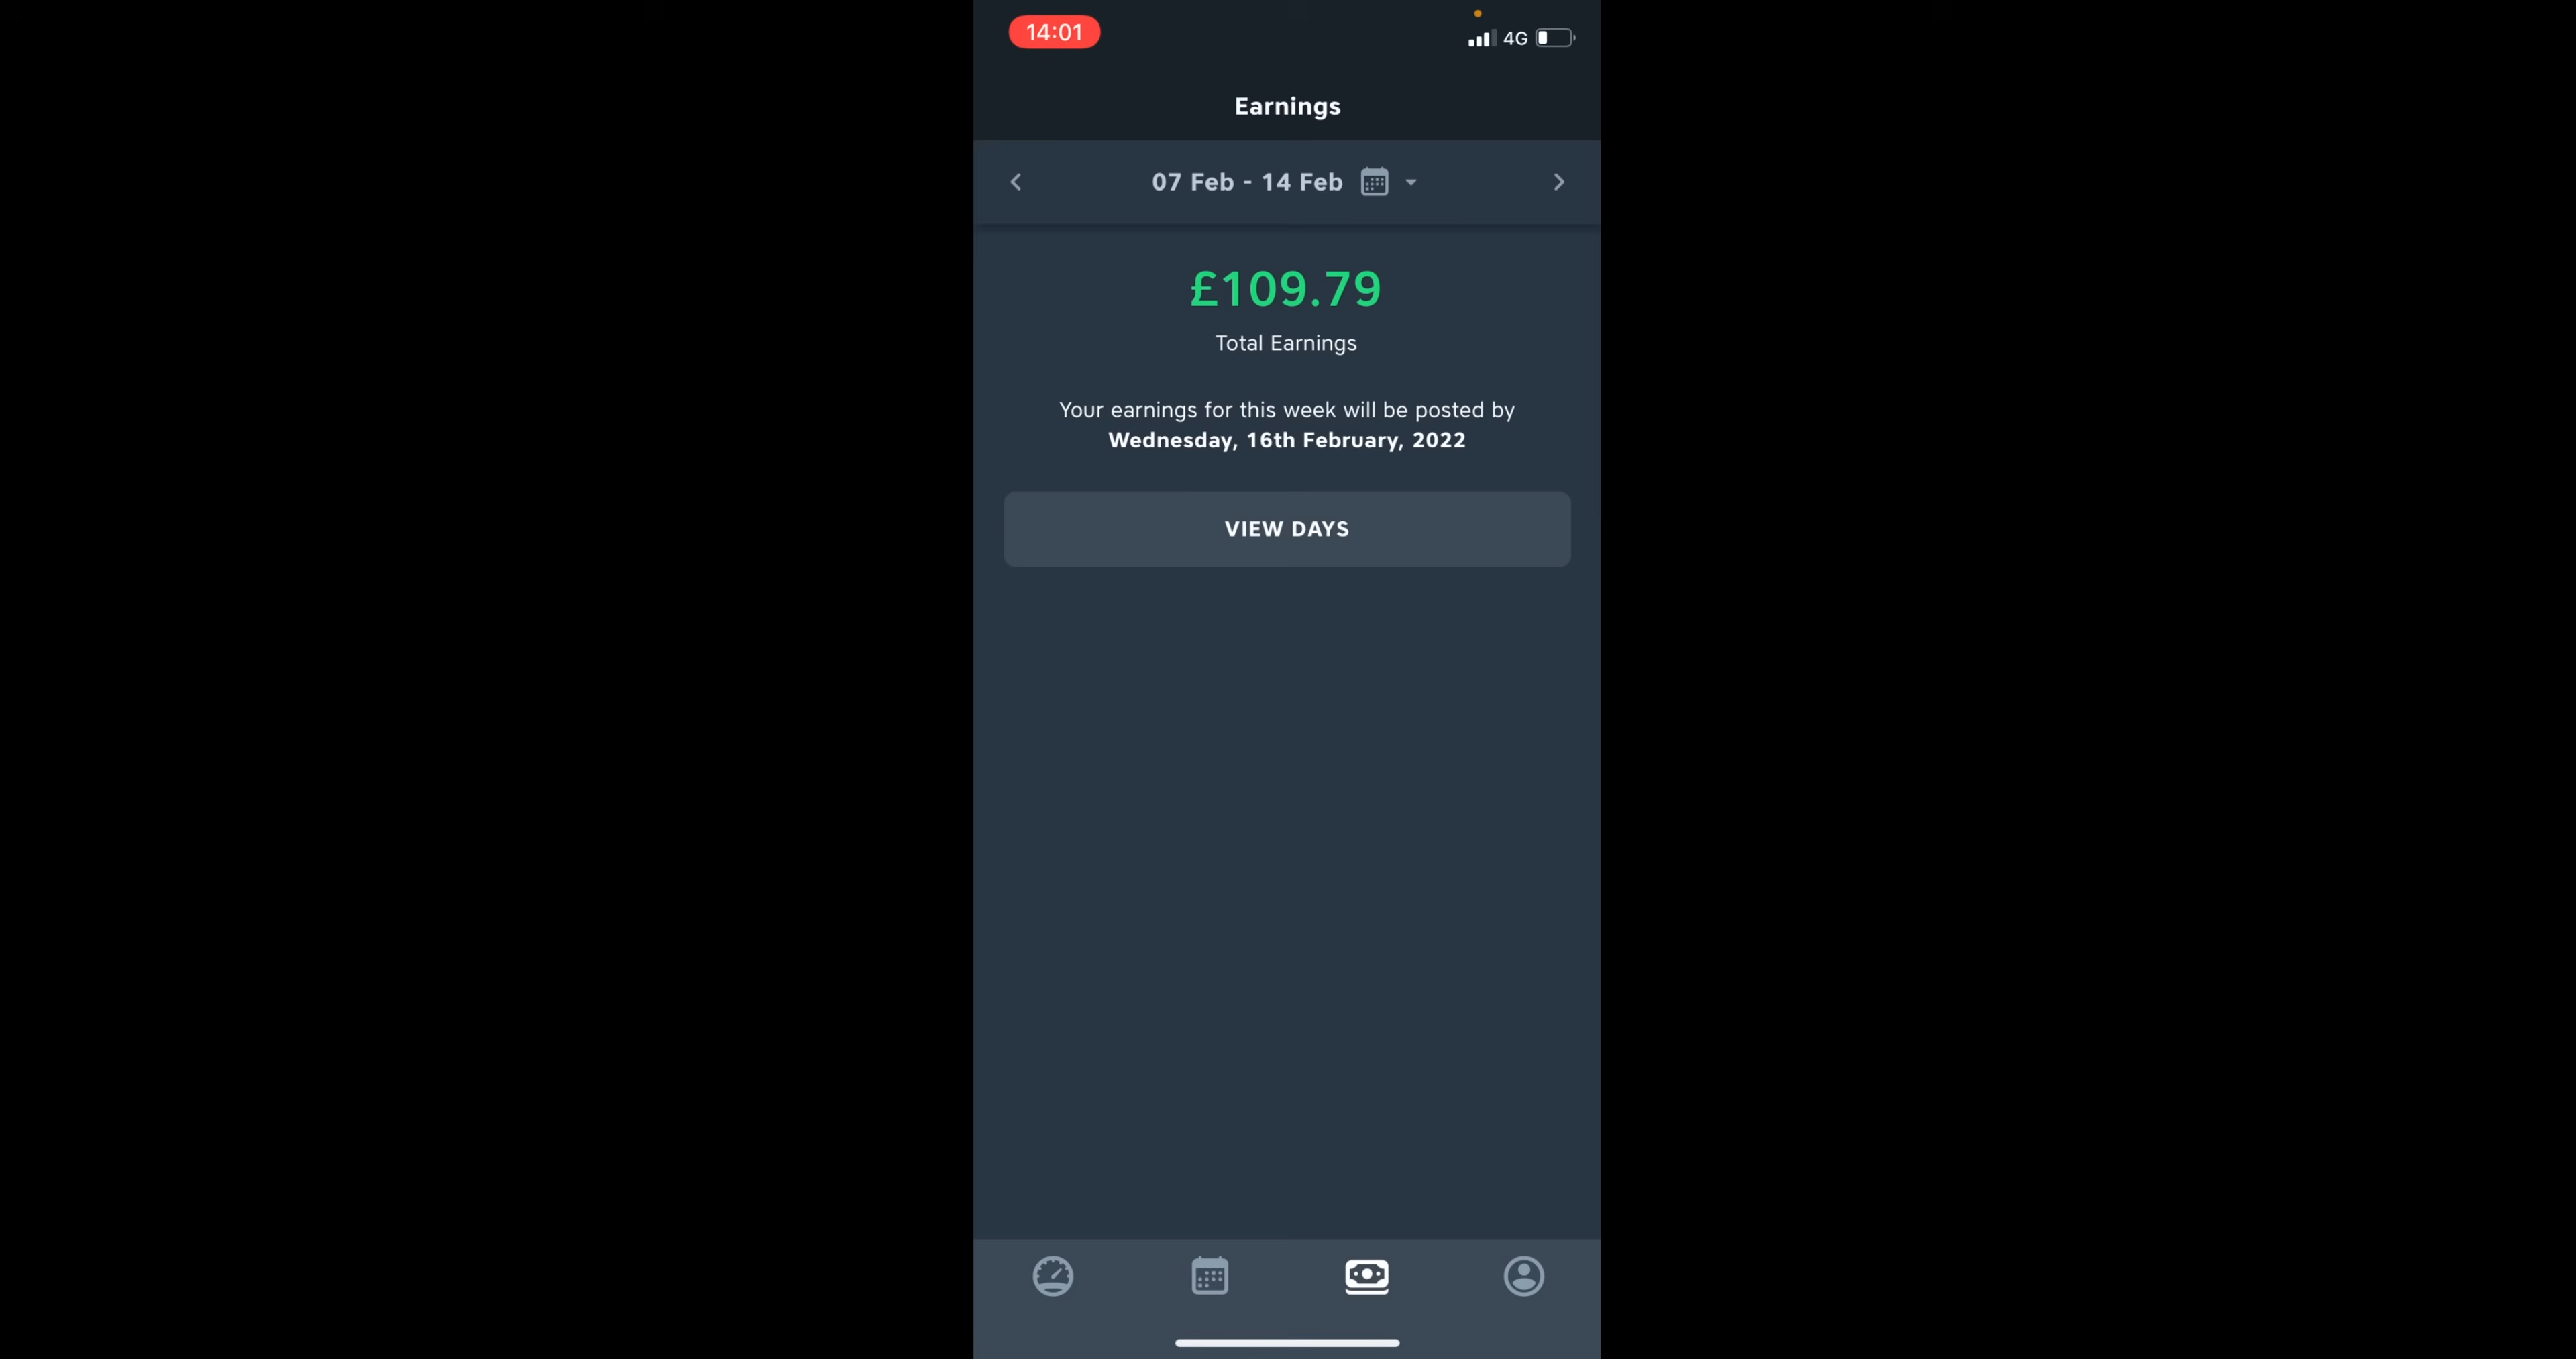 14:01
4G
Earnings
07 Feb - 14 Feb
£109.79
Total Earnings
Your earnings for this week will be posted by
Wednesday, 16th February, 2022
VIEW DAYS